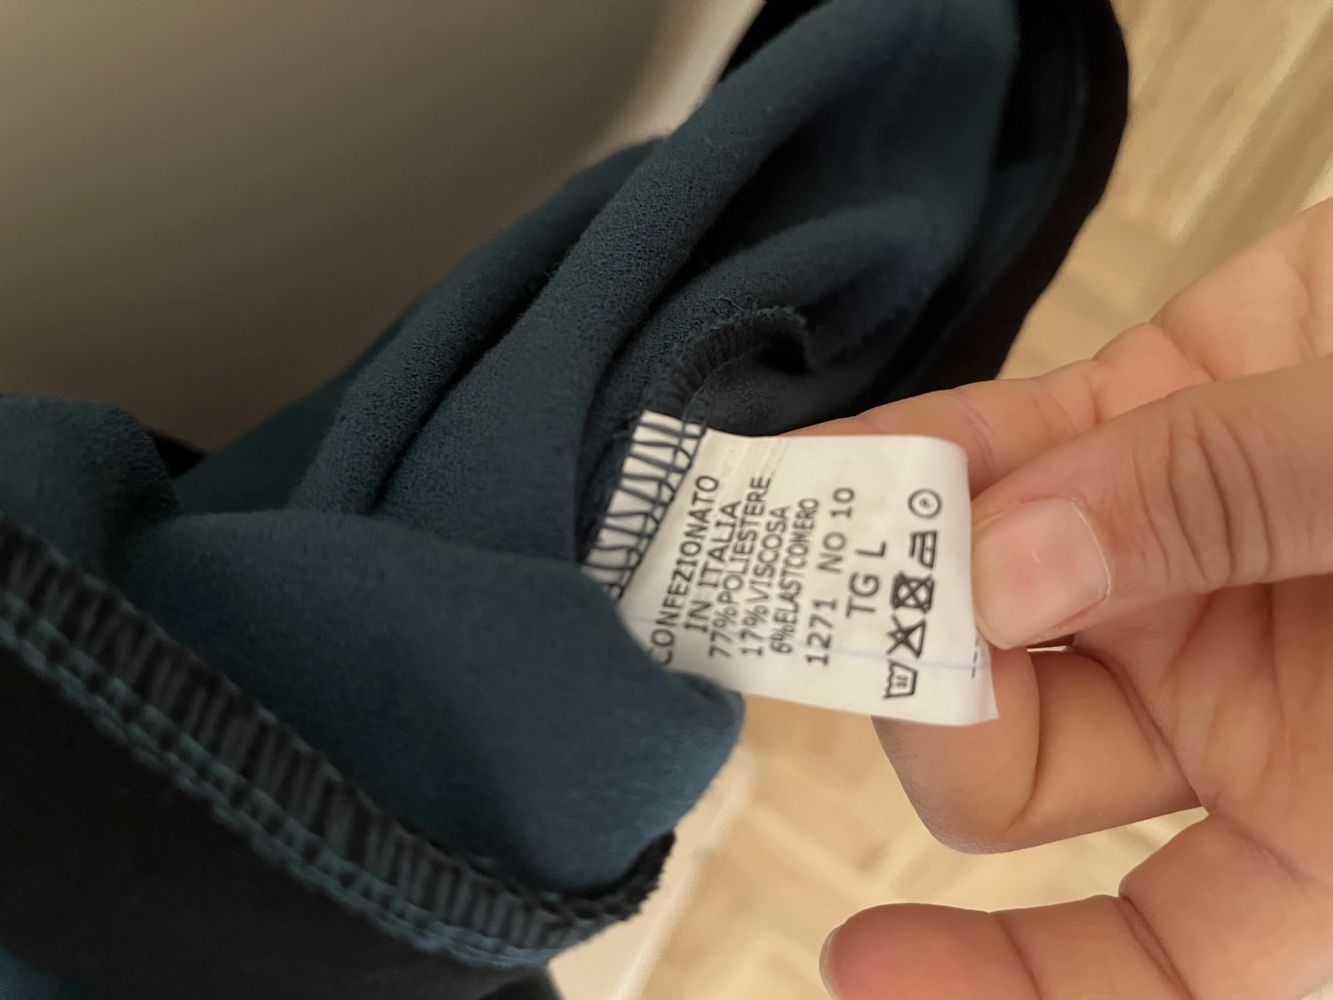 CONFEZIONATO
IN ITALIA
77%POLIESTERE
17%VISCOSA
6%ELASTOMERO
1271 NO 10
TG L
P